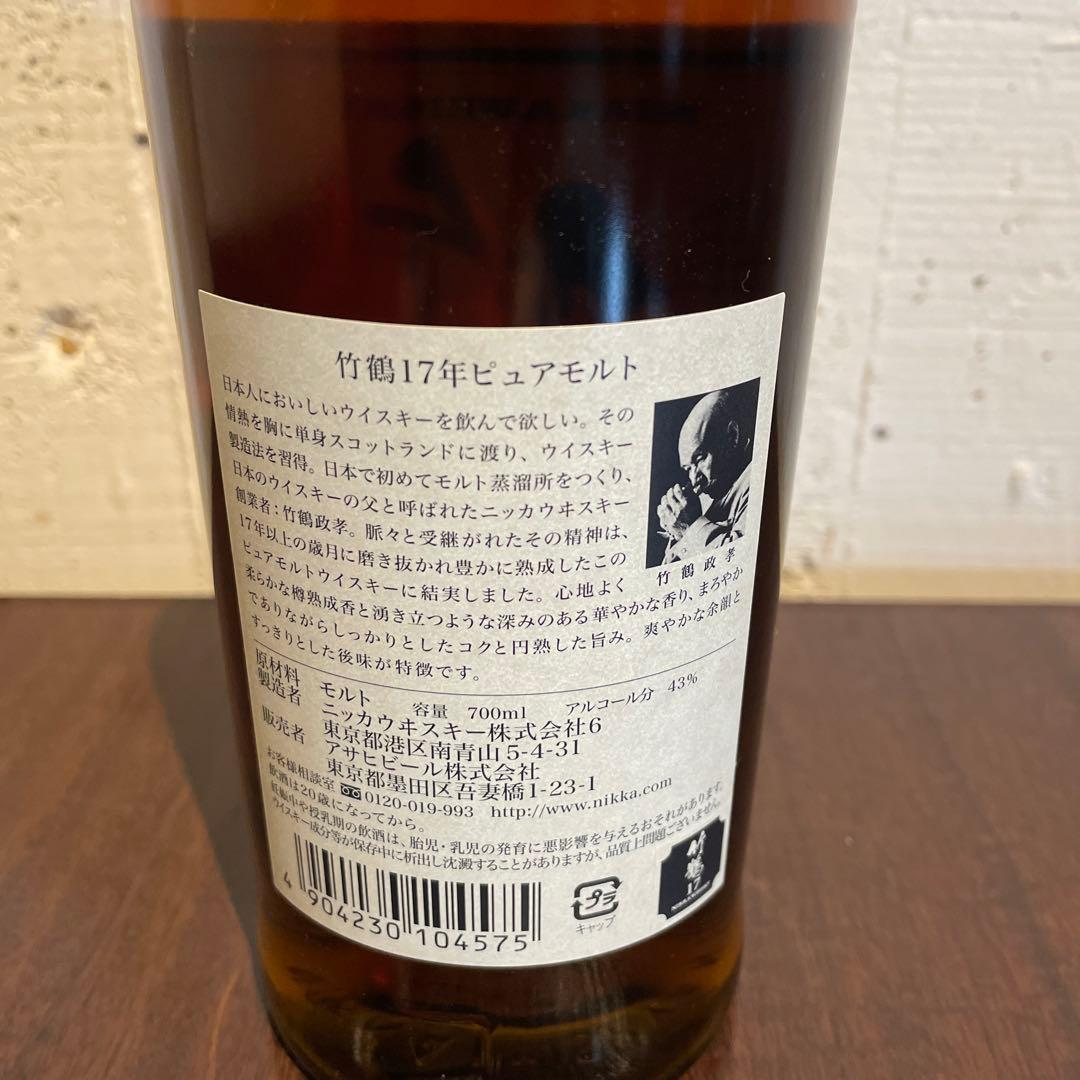 竹鶴17年ピュアモルト
日本人においしいウイスキーを飲んで欲しい。その
情熱を胸に単身スコットランドに渡り、ウイスキー
製造法を習得。日本で初めてモルト蒸溜所をつくり、
日本のウイスキーの父と呼ばれたニッカウヰスキー
創業者:竹鶴政孝。脈々と受継がれたその精神は、
17年以上の歳月に磨き抜かれ豊かに熟成したこの
ピュアモルトウイスキーに結実しました。心地よく
柔らかな樽熟成香と湧き立つような深みのある華やかな香り、まろやか
でありながらしっかりとしたコクと円熟した旨み。爽やかな余韻と
すっきりとした後味が特徴です。
竹鶴政孝
原材料 モルト 容量 700ml アルコール分 43%
製造者 ニッカウヰスキー株式会社6
東京都港区南青山5-4-31
販売者 アサヒビール株式会社
東京都墨田区吾妻橋1-23-1
お客様相談室 0120-019-993 http://www.nikka.com
飲酒は20歳になってから。
妊娠中や授乳期の飲酒は、胎児・乳児の発育に悪影響を与えるおそれがあります。
ウイスキー成分等が保存中に析出し沈澱することがありますが、品質上問題ございません。
4 904230 104575
プラ
キャップ
竹鶴
17